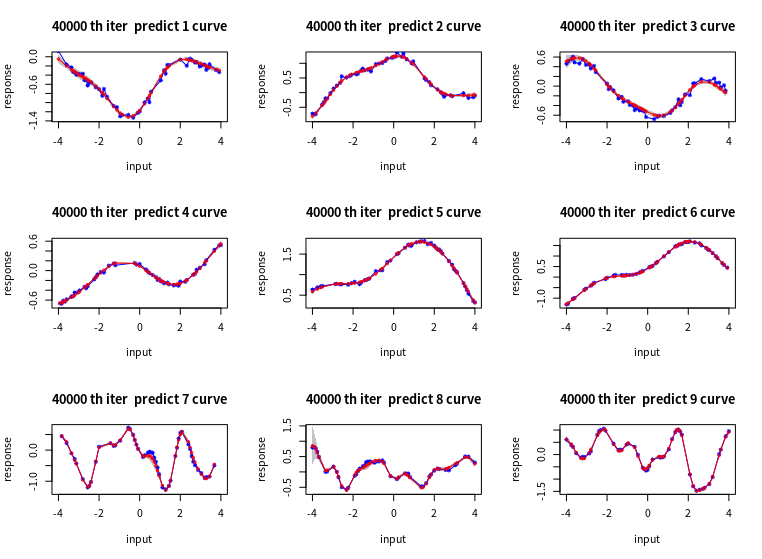 40000 th iter predict 1 curve
40000 th iter predict 2 curve
40000 th iter predict 3 curve
response
0.0
-0.6
-1.4
-4 -2 0 2 4
input
response
0.5
-0.5
-4 -2 0 2 4
input
response
0.6
0.0
-0.6
-4 -2 0 2 4
input
40000 th iter predict 4 curve
40000 th iter predict 5 curve
40000 th iter predict 6 curve
response
0.6
0.0
-0.6
-4 -2 0 2 4
input
response
1.5
0.5
-4 -2 0 2 4
input
response
0.5
-1.0
-4 -2 0 2 4
input
40000 th iter predict 7 curve
40000 th iter predict 8 curve
40000 th iter predict 9 curve
response
0.0
-1.0
-4 -2 0 2 4
input
response
1.5
0.5
-0.5
-4 -2 0 2 4
input
response
0.0
-1.5
-4 -2 0 2 4
input